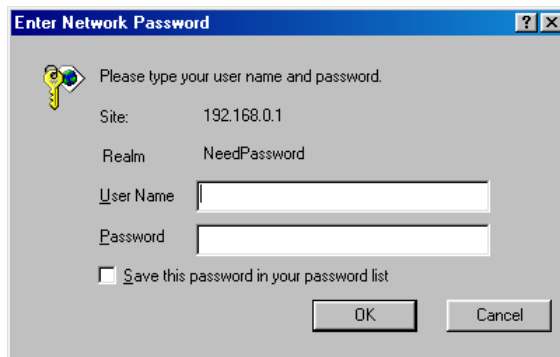 Enter Network Password
Please type your user name and password.
Site: 192.168.0.1
Realm NeedPassword
User Name
Password
Save this password in your password list
OK Cancel